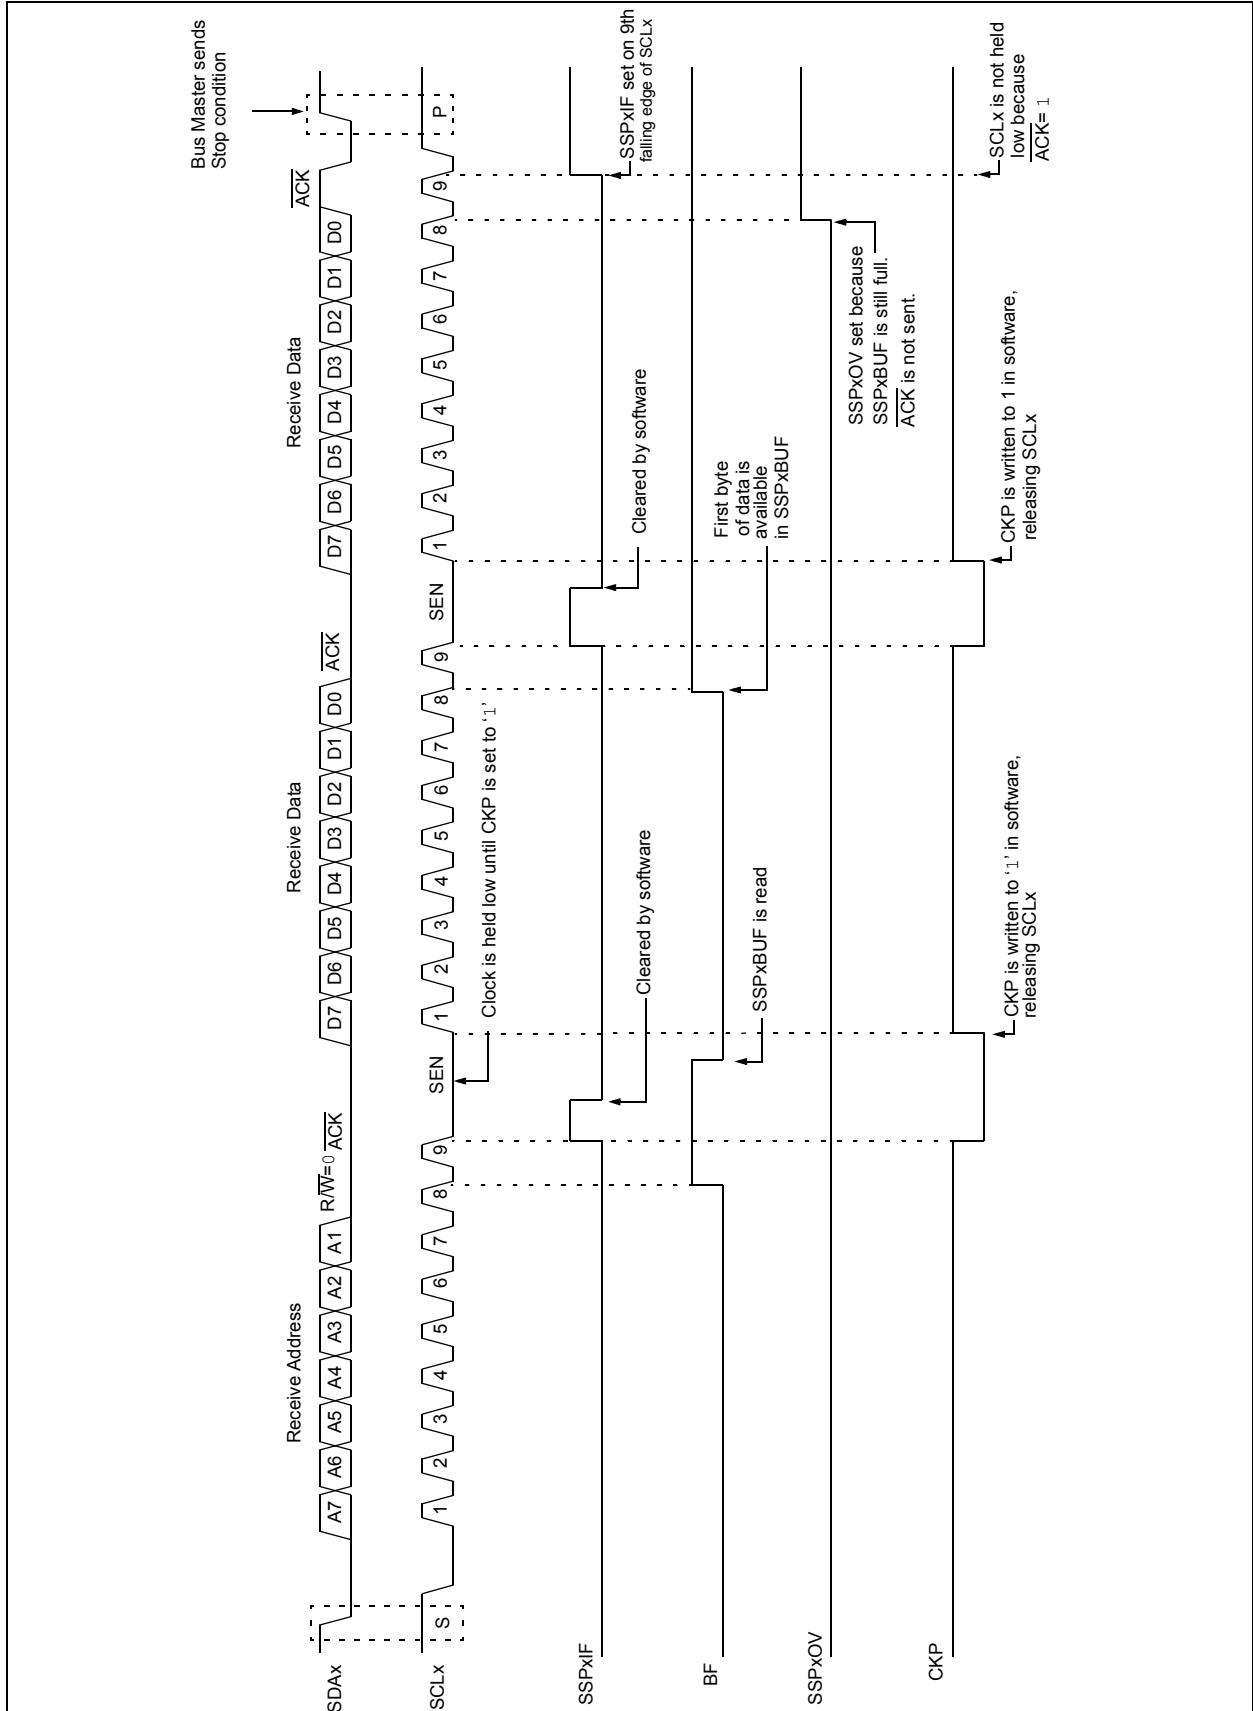 Bus Master sends
Stop condition
Receive Address
Receive Data
Receive Data
SDAx
A7 A6 A5 A4 A3 A2 A1 R/W=0 ACK D7 D6 D5 D4 D3 D2 D1 D0 ACK D7 D6 D5 D4 D3 D2 D1 D0 ACK
SCLx
S 1 2 3 4 5 6 7 8 9 SEN 1 2 3 4 5 6 7 8 9 SEN 1 2 3 4 5 6 7 8 9 P
Clock is held low until CKP is set to ‘1’
SSPxIF
Cleared by software
Cleared by software
SSPxIF set on 9th
falling edge of SCLx
BF
SSPxBUF is read
First byte
of data is
available
in SSPxBUF
SSPxOV
SSPxOV set because
SSPxBUF is still full.
ACK is not sent.
CKP
CKP is written to ‘1’ in software,
releasing SCLx
CKP is written to 1 in software,
releasing SCLx
SCLx is not held
low because
ACK= 1